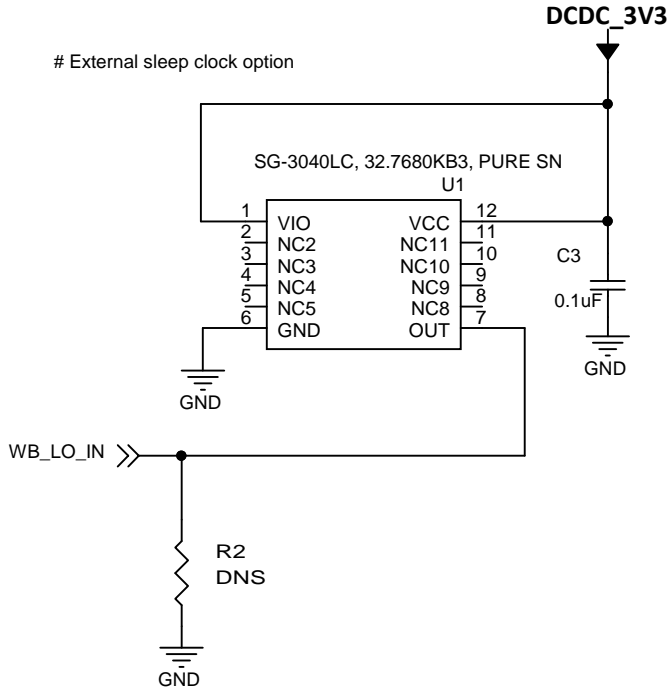 DCDC_3V3
# External sleep clock option
SG-3040LC, 32.7680KB3, PURE SN
U1
1 VIO VCC 12
2 NC2 NC11 11
3 NC3 NC10 10
4 NC4 NC9 9
5 NC5 NC8 8
6 GND OUT 7
C3
0.1uF
GND
GND
WB_LO_IN
R2
DNS
GND